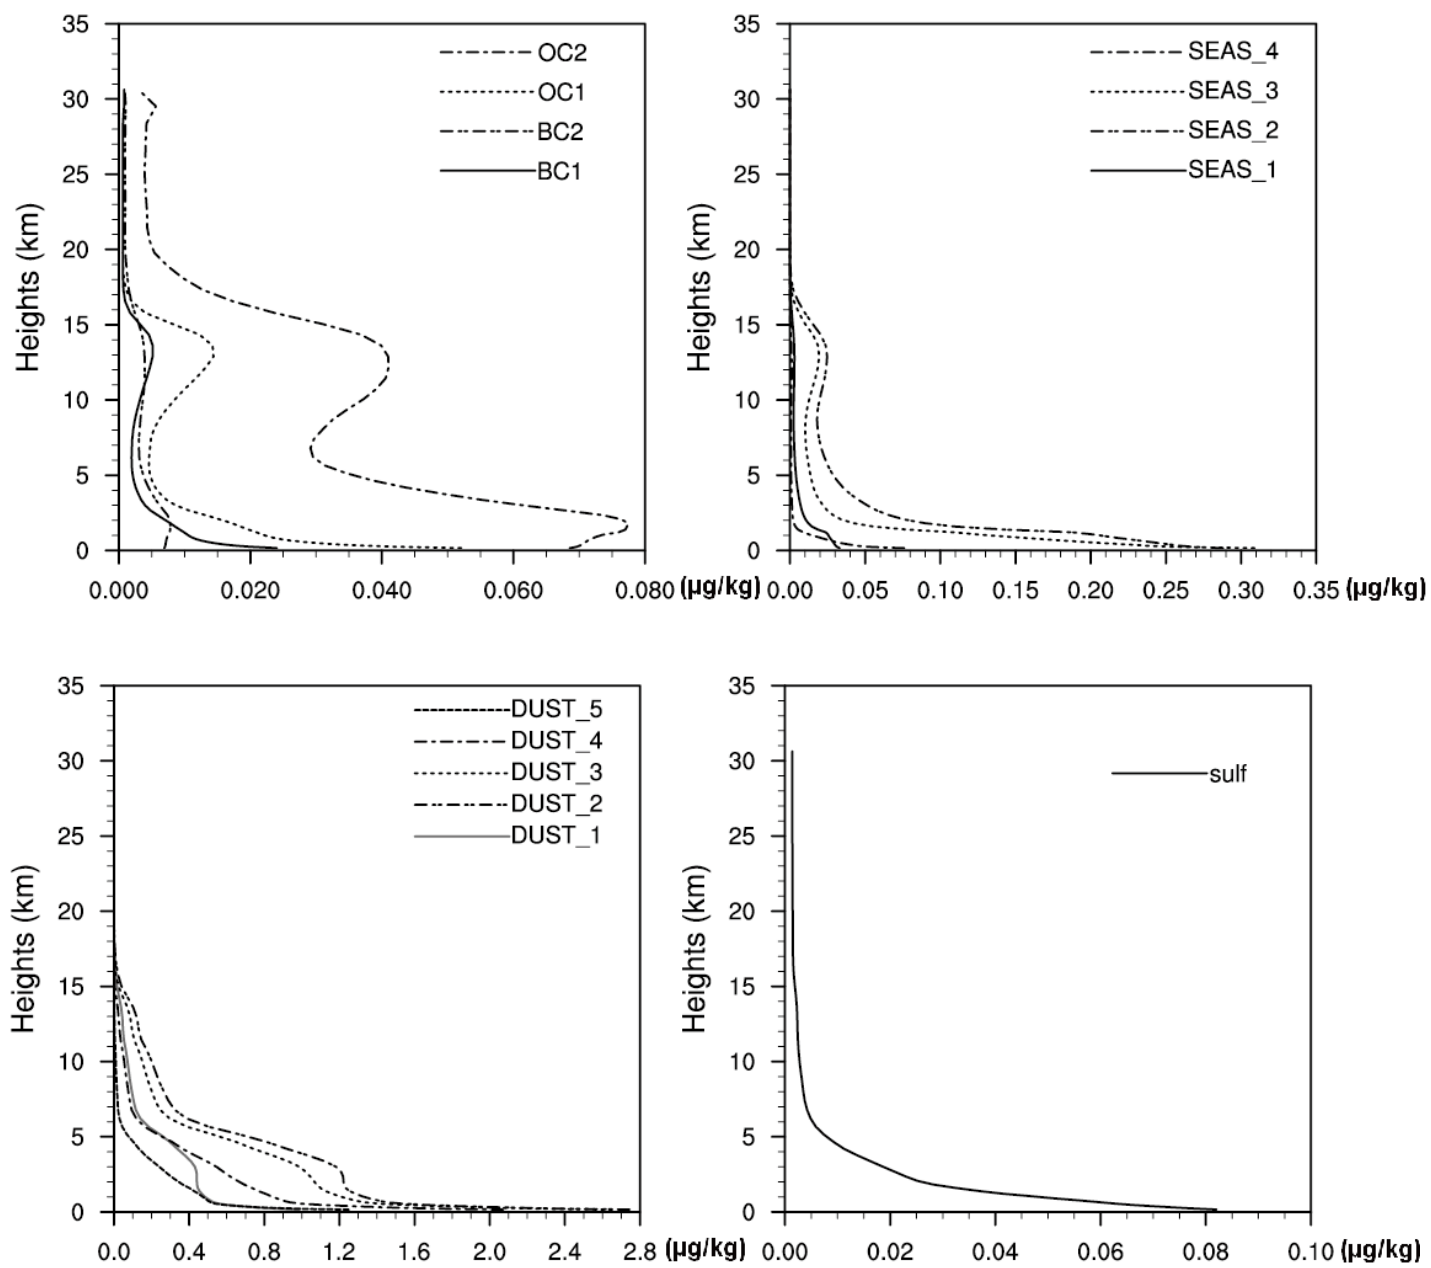 35
30
25
20
15
10
5
0
Heights (km)
OC2
OC1
BC2
BC1
0.000 0.020 0.040 0.060 0.080 (µg/kg)
35
30
25
20
15
10
5
0
Heights (km)
SEAS_4
SEAS_3
SEAS_2
SEAS_1
0.00 0.05 0.10 0.15 0.20 0.25 0.30 0.35 (µg/kg)
35
30
25
20
15
10
5
0
Heights (km)
DUST_5
DUST_4
DUST_3
DUST_2
DUST_1
0.0 0.4 0.8 1.2 1.6 2.0 2.4 2.8 (µg/kg)
35
30
25
20
15
10
5
0
Heights (km)
sulf
0.00 0.02 0.04 0.06 0.08 0.10 (µg/kg)